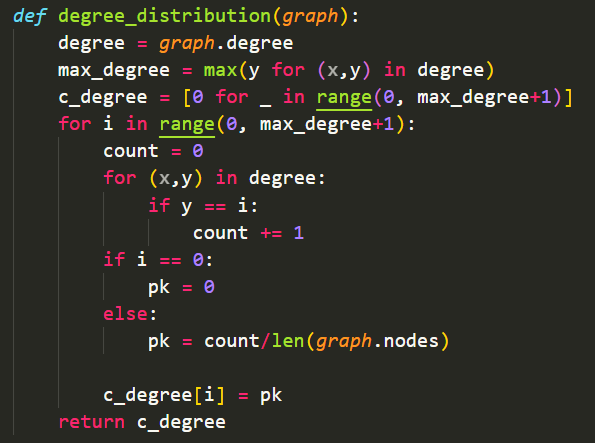 def degree_distribution(graph):
    degree = graph.degree
    max_degree = max(y for (x,y) in degree)
    c_degree = [0 for _ in range(0, max_degree+1)]
    for i in range(0, max_degree+1):
        count = 0
        for (x,y) in degree:
            if y == i:
                count += 1
        if i == 0:
            pk = 0
        else:
            pk = count/len(graph.nodes)

        c_degree[i] = pk
    return c_degree